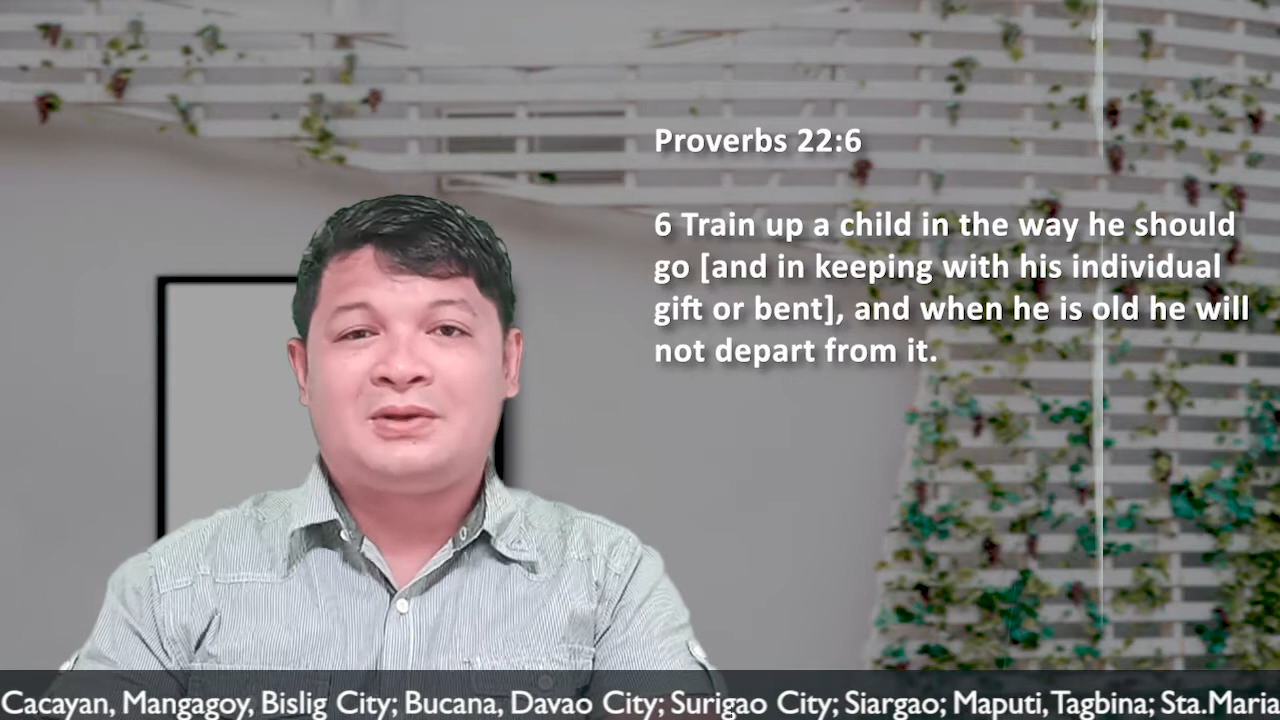 Proverbs 22:6
6 Train up a child in the way he should
go [and in keeping with his individual
gift or bent], and when he is old he will
not depart from it.
Cacayan, Mangagoy, Bislig City; Bucana, Davao City; Surigao City; Siargao; Maputi, Tagbina; Sta.Maria